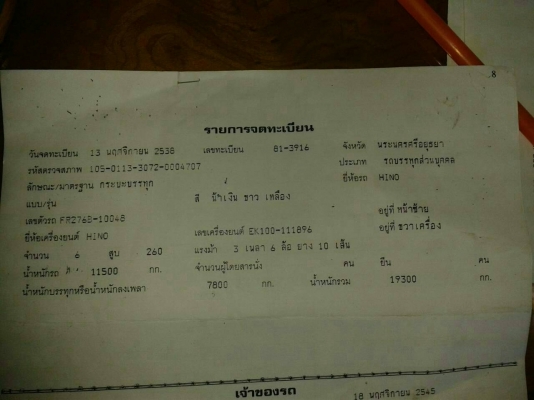 8
รายการจดทะเบียน
วันจดทะเบียน 13 พฤศจิกายน 2538 เลขทะเบียน 81-3916 จังหวัด พระนครศรีอยุธยา
รหัสตรวจสภาพ 105-0113-3072-0004707 ประเภท รถบรรทุกส่วนบุคคล
ลักษณะ/มาตรฐาน กระบะบรรทุก ยี่ห้อรถ HINO
แบบ/รุ่น สี น้ำเงิน ขาว เหลือง
เลขตัวรถ FR276B-10048 อยู่ที่ หน้าซ้าย
ยี่ห้อเครื่องยนต์ HINO เลขเครื่องยนต์ EK100-111896 อยู่ที่ ขวาเครื่อง
จำนวน 6 สูบ 260 แรงม้า 3 เพลา 6 ล้อ ยาง 10 เส้น
น้ำหนักรถ 11500 กก. จำนวนผู้โดยสารนั่ง คน ยืน คน
น้ำหนักบรรทุกหรือน้ำหนักลงเพลา 7800 กก. น้ำหนักรวม 19300 กก.
เจ้าของรถ
18 พฤศจิกายน 2545